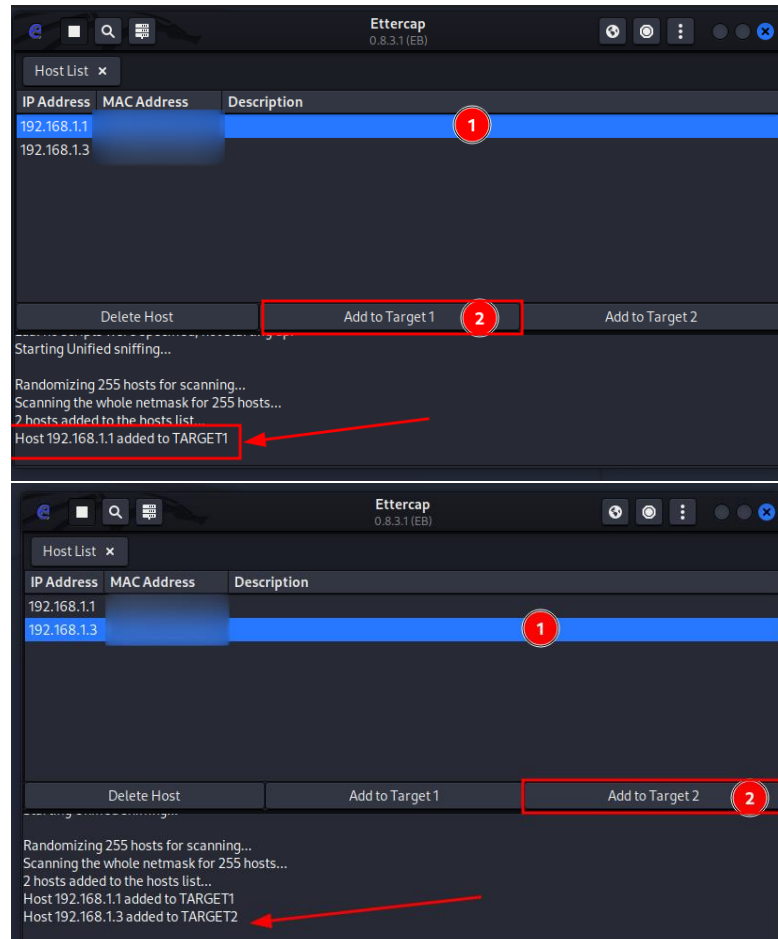 Ettercap
0.8.3.1 (EB)
Host List ×
IP Address MAC Address Description
192.168.1.1
1
192.168.1.3
Delete Host Add to Target 1 2 Add to Target 2
Starting Unified sniffing...
Randomizing 255 hosts for scanning...
Scanning the whole netmask for 255 hosts...
2 hosts added to the hosts list...
Host 192.168.1.1 added to TARGET1
Ettercap
0.8.3.1 (EB)
Host List ×
IP Address MAC Address Description
192.168.1.1
192.168.1.3
1
Delete Host Add to Target 1 Add to Target 2 2
Randomizing 255 hosts for scanning...
Scanning the whole netmask for 255 hosts...
2 hosts added to the hosts list...
Host 192.168.1.1 added to TARGET1
Host 192.168.1.3 added to TARGET2